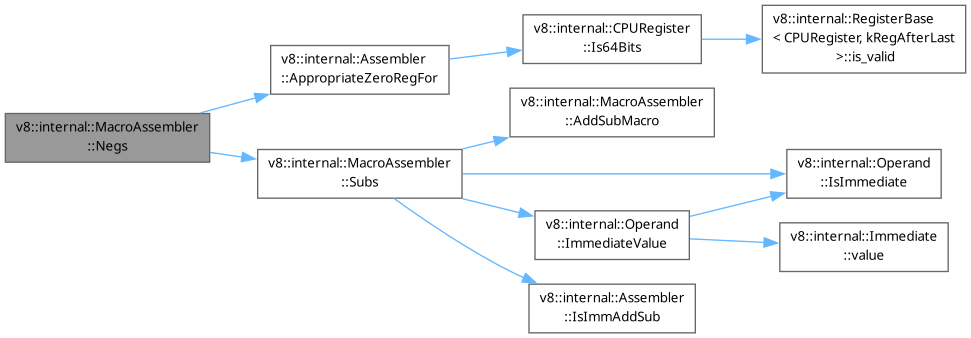 v8::internal::MacroAssembler
::Negs
v8::internal::Assembler
::AppropriateZeroRegFor
v8::internal::CPURegister
::Is64Bits
v8::internal::RegisterBase
< CPURegister, kRegAfterLast
>::is_valid
v8::internal::MacroAssembler
::Subs
v8::internal::MacroAssembler
::AddSubMacro
v8::internal::Operand
::IsImmediate
v8::internal::Operand
::ImmediateValue
v8::internal::Immediate
::value
v8::internal::Assembler
::IsImmAddSub